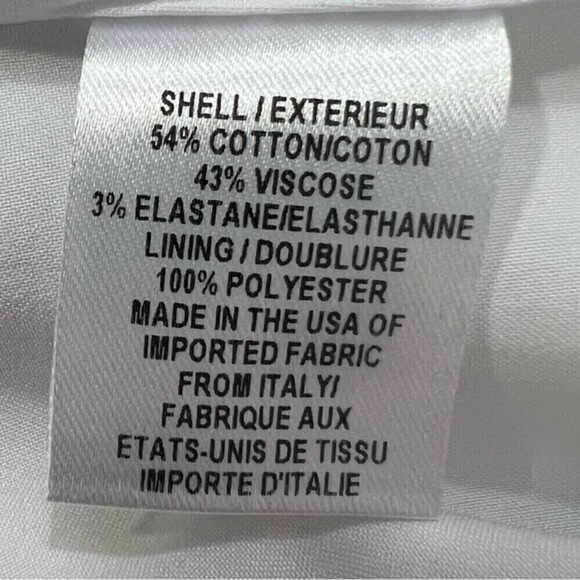 SHELL / EXTERIEUR
54% COTTON/COTON
43% VISCOSE
3% ELASTANE/ELASTHANNE
LINING / DOUBLURE
100% POLYESTER
MADE IN THE USA OF
IMPORTED FABRIC
FROM ITALY/
FABRIQUE AUX
ETATS-UNIS DE TISSU
IMPORTE D'ITALIE